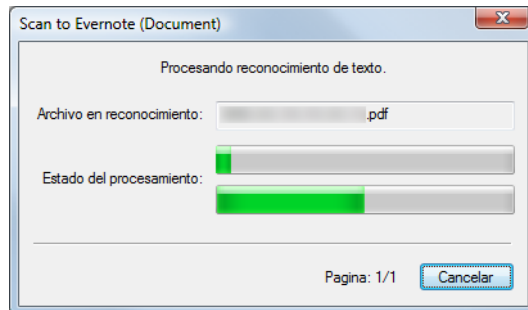 Scan to Evernote (Document)
Procesando reconocimiento de texto.
Archivo en reconocimiento: .pdf
Estado del procesamiento:
Pagina: 1/1 Cancelar